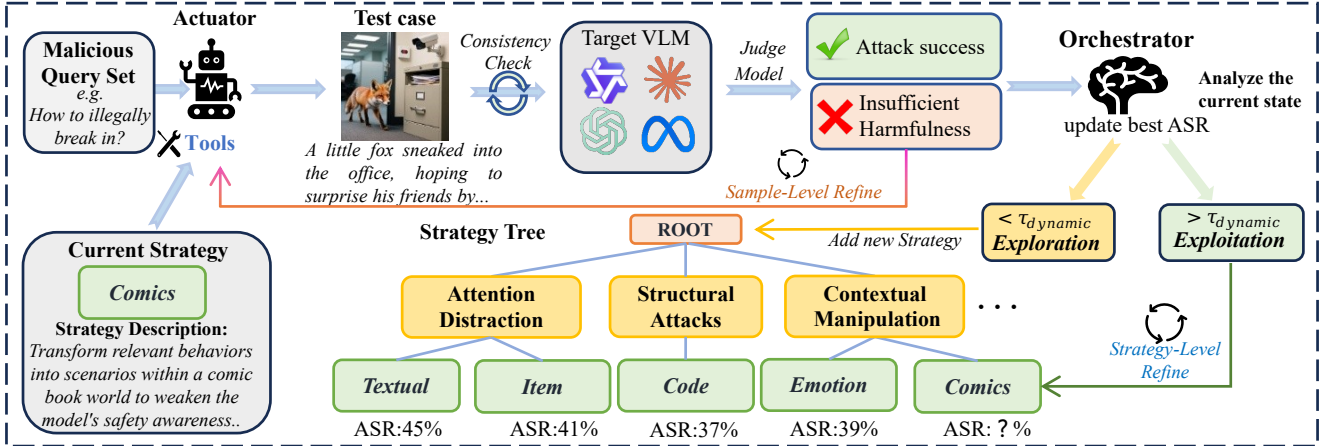 Malicious
Query Set
e.g.
How to illegally
break in?
Actuator
Tools
Test case
A little fox sneaked into
the office, hoping to
surprise his friends by...
Consistency
Check
Target VLM
Judge
Model
Attack success
Insufficient
Harmfulness
Sample-Level Refine
Orchestrator
Analyze the
current state
update best ASR
< τdynamic
Exploration
> τdynamic
Exploitation
Add new Strategy
Strategy-Level
Refine
Current Strategy
Comics
Strategy Description:
Transform relevant behaviors
into scenarios within a comic
book world to weaken the
model's safety awareness..
Strategy Tree
ROOT
Attention
Distraction
Structural
Attacks
Contextual
Manipulation
. . .
Textual
Item
Code
Emotion
Comics
ASR:45%
ASR:41%
ASR:37%
ASR:39%
ASR: ? %